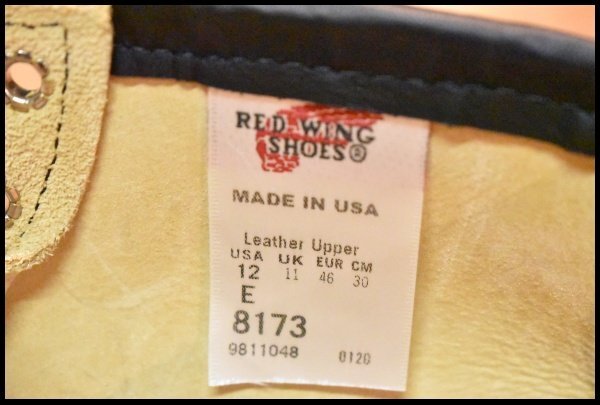 RED WING
SHOES®
MADE IN USA
Leather Upper
USA UK EUR CM
12 11 46 30
E
8173
9811048 0120